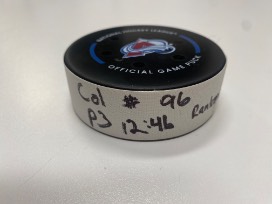 NATIONAL HOCKEY LEAGUE
OFFICIAL GAME PUCK
Col # 96
P3 12:46